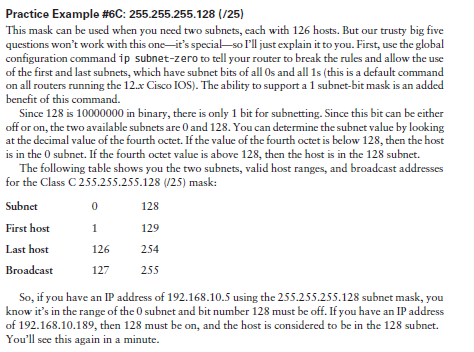 Practice Example #6C: 255.255.255.128 (/25)
This mask can be used when you need two subnets, each with 126 hosts. But our trusty big five
questions won't work with this one—it's special—so I'll just explain it to you. First, use the global
configuration command ip subnet-zero to tell your router to break the rules and allow the use
of the first and last subnets, which have subnet bits of all 0s and all 1s (this is a default command
on all routers running the 12.x Cisco IOS). The ability to support a 1 subnet-bit mask is an added
benefit of this command.
Since 128 is 10000000 in binary, there is only 1 bit for subnetting. Since this bit can be either
off or on, the two available subnets are 0 and 128. You can determine the subnet value by looking
at the decimal value of the fourth octet. If the value of the fourth octet is below 128, then the host
is in the 0 subnet. If the fourth octet value is above 128, then the host is in the 128 subnet.
The following table shows you the two subnets, valid host ranges, and broadcast addresses
for the Class C 255.255.255.128 (/25) mask:
Subnet 0 128
First host 1 129
Last host 126 254
Broadcast 127 255
So, if you have an IP address of 192.168.10.5 using the 255.255.255.128 subnet mask, you
know it's in the range of the 0 subnet and bit number 128 must be off. If you have an IP address
of 192.168.10.189, then 128 must be on, and the host is considered to be in the 128 subnet.
You'll see this again in a minute.